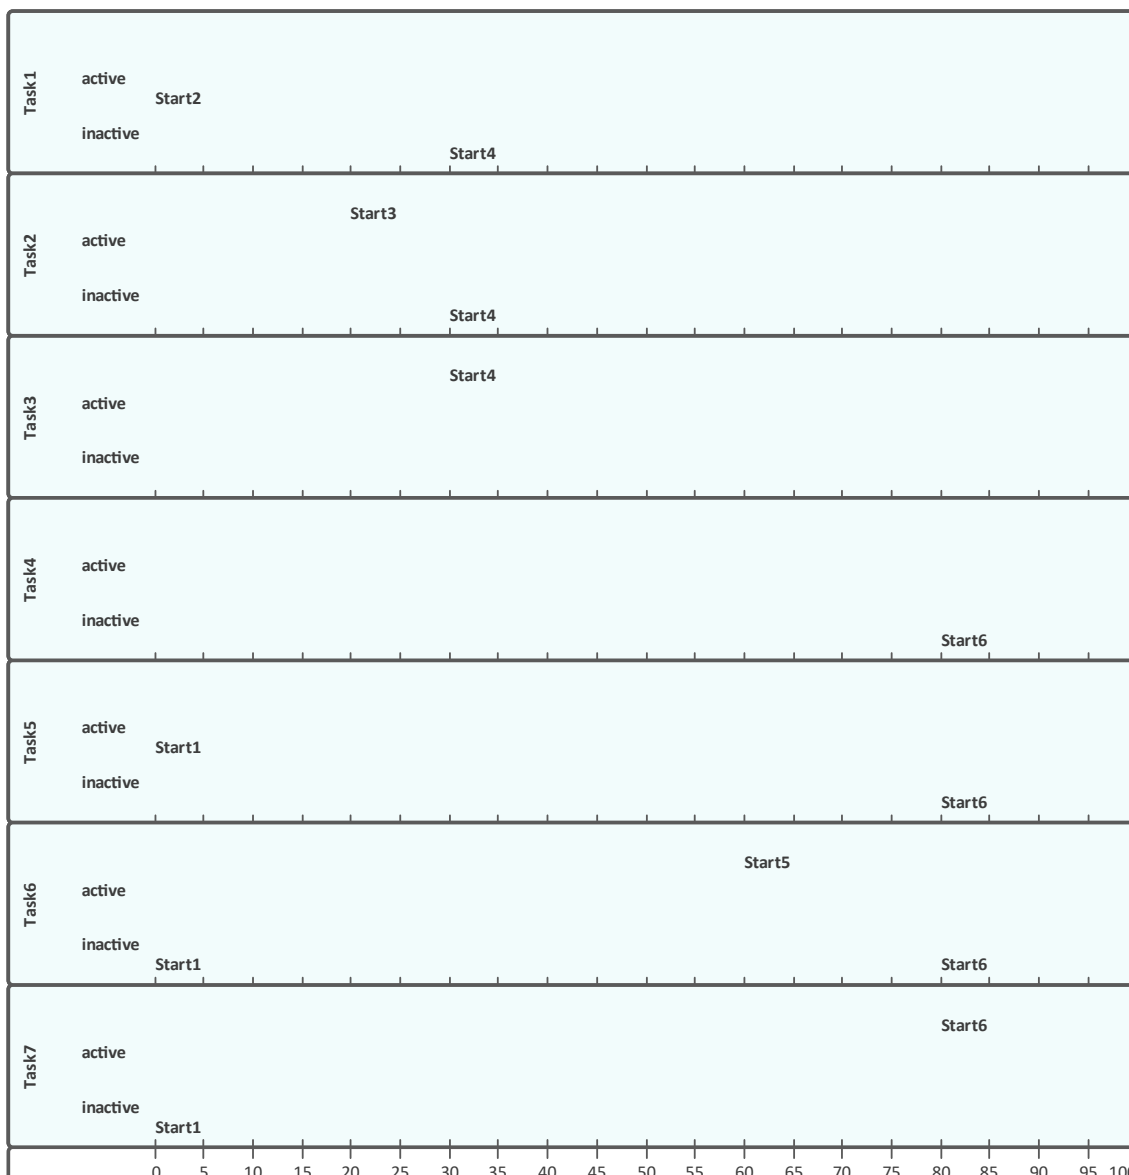 Task1
active
Start2
inactive
Start4
Task2
Start3
active
inactive
Start4
Task3
Start4
active
inactive
Task4
active
inactive
Start6
Task5
active
Start1
inactive
Start6
Task6
Start5
active
inactive
Start1 Start6
Task7
Start6
active
inactive
Start1
0 5 10 15 20 25 30 35 40 45 50 55 60 65 70 75 80 85 90 95 100